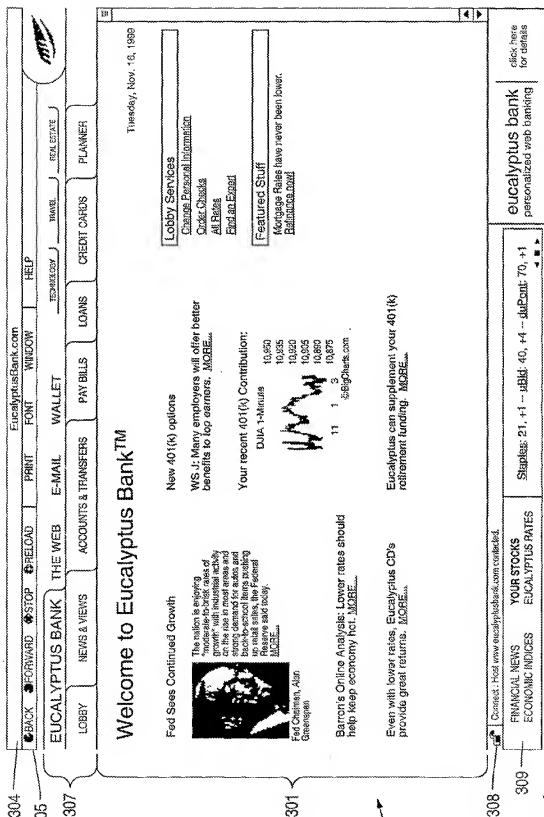 304
EucalyptusBank.com
05
BACK FORWARD STOP RELOAD PRINT FONT WINDOW HELP
307
EUCALYPTUS BANK THE WEB E-MAIL WALLET TECHNOLOGY TRAVEL REAL ESTATE
LOBBY NEWS & VIEWS ACCOUNTS & TRANSFERS PAY BILLS LOANS CREDIT CARDS PLANNER
Tuesday, Nov. 16, 1999
Welcome to Eucalyptus Bank™
Fed Sees Continued Growth
The nation is enjoying
"moderate-to-brisk rates of
growth" with industrial activity
on the rise in most areas and
strong demand for autos and
back-to-school items pushing
up retail sales, the Federal
Reserve said today.
MORE...
Fed Chairman, Alan
Greenspan
Barron's Online Analysis: Lower rates should
help keep economy hot. MORE...
Even with lower rates, Eucalyptus CD's
provide great returns. MORE...
New 401(k) options
WS J: Many employers will offer better
benefits to top earners. MORE...
Your recent 401(k) Contribution:
DJIA 1-Minute
10,950
10,935
10,920
10,905
10,890
10,875
11 1 3
©BigCharts.com
Eucalyptus can supplement your 401(k)
retirement funding. MORE...
Lobby Services
Change Personal Information
Order Checks
All Rates
Find an Expert
Featured Stuff
Mortgage Rates have never been lower.
Refinance now!
301
308
Connect : Host www.eucalyptusbank.com contacted.
309
FINANCIAL NEWS YOUR STOCKS
ECONOMIC INDICES EUCALYPTUS RATES
Staples: 21, +1 -- uBid: 40, +4 -- duPont: 70, +1
eucalyptus bank
personalized web banking
click here
for details